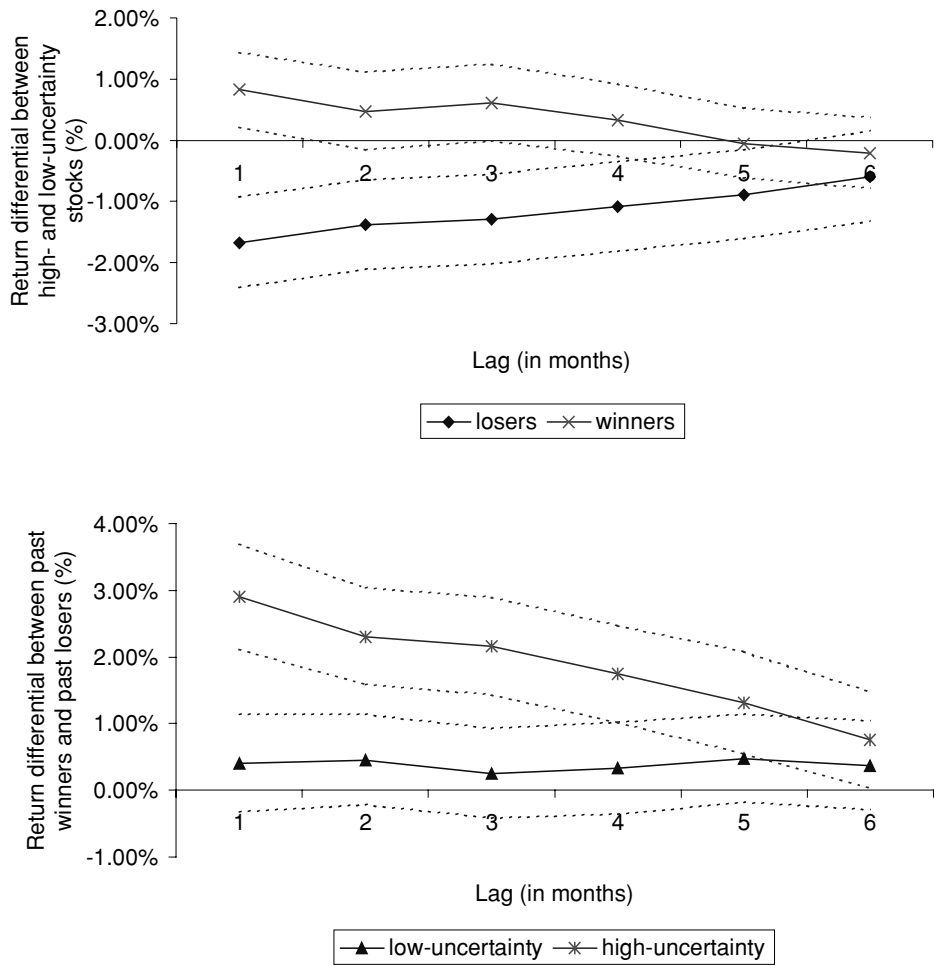 Return differential between
high- and low-uncertainty
stocks (%)
2.00%
1.00%
0.00%
-1.00%
-2.00%
-3.00%
1 2 3 4 5 6
Lag (in months)
losers winners
Return differential between past
winners and past losers (%)
4.00%
3.00%
2.00%
1.00%
0.00%
-1.00%
1 2 3 4 5 6
Lag (in months)
low-uncertainty high-uncertainty